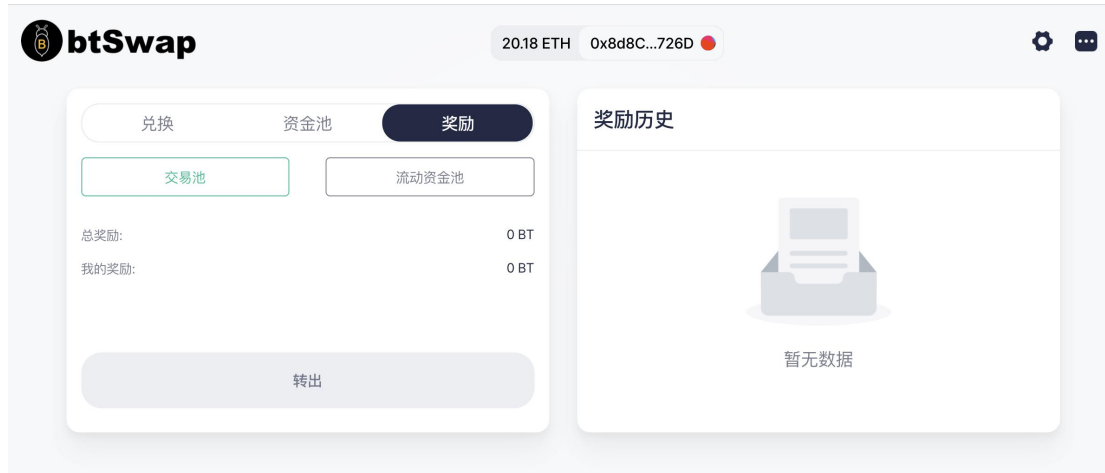 btSwap
20.18 ETH 0x8d8C...726D
兑换 资金池 奖励
交易池 流动资金池
总奖励: 0 BT
我的奖励: 0 BT
转出
奖励历史
暂无数据